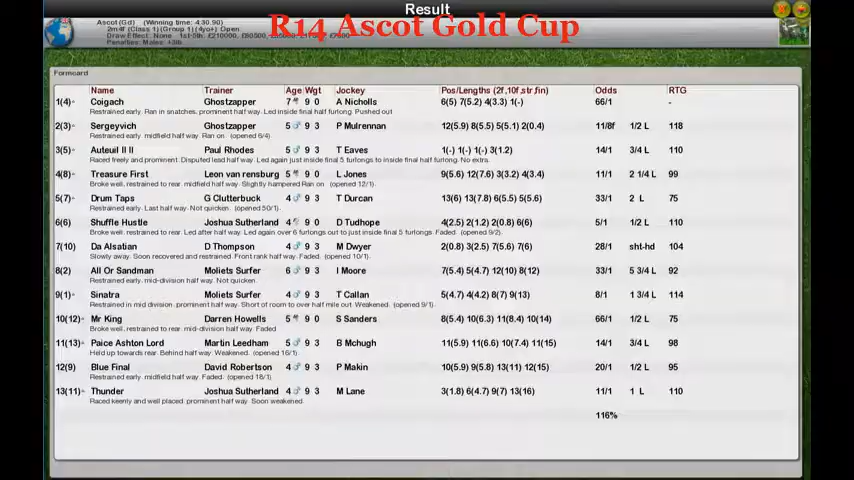 Result
R14 Ascot Gold Cup
Ascot (Gd) (Winning time: 4:30.90)
2m4f (Class 1) (Group 1) (4yo+) Open
Draw Effect: None
Penalties: Males: +3lb
Formcard
Name Trainer Age Wgt Jockey Pos/Lengths (2f,10f,str,fin) Odds RTG
1(4) Coigach Ghostzapper 7 9 0 A Nicholls 6(5) 7(5.2) 4(3.3) 1(-) 66/1 -
Restrained early. Ran in snatches, prominent half way. Led inside final half furlong. Pushed out
2(3) Sergeyvich Ghostzapper 5 9 3 P Mulrennan 12(5.9) 8(5.5) 5(5.1) 2(0.4) 11/8f 1/2 L 118
Restrained early. midfield half way. Ran on. (opened 6/4)
3(5) Auteuil II II Paul Rhodes 5 9 3 T Eaves 1(-) 1(-) 1(-) 3(1.2) 14/1 3/4 L 110
Raced freely and prominent. Disputed lead half way. Led again just inside final 5 furlongs to inside final half furlong. No extra.
4(8) Treasure First Leon van rensburg 5 9 0 L Jones 9(5.6) 12(7.6) 3(3.2) 4(3.4) 11/1 2 1/4 L 99
Broke well, restrained to rear. midfield half way. Slightly hampered Ran on (opened 12/1)
5(7) Drum Taps G Clutterbuck 4 9 3 T Durcan 13(6) 13(7.8) 6(5.5) 5(5.6) 33/1 2 L 75
Restrained early. Last half way. Not quicken. (opened 50/1)
6(6) Shuffle Hustle Joshua Sutherland 4 9 0 D Tudhope 4(2.5) 2(1.2) 2(0.8) 6(6) 5/1 1/2 L 110
Broke well, restrained to rear. Led after half way. Led again over 6 furlongs out to just inside final 5 furlongs. Faded. (opened 9/2)
7(10) Da Alsatian D Thompson 4 9 3 M Dwyer 2(0.8) 3(2.5) 7(5.6) 7(6) 28/1 sht-hd 104
Slowly away. Soon recovered and restrained. Front rank half way. Faded. (opened 10/1)
8(2) All Or Sandman Moliets Surfer 6 9 3 I Moore 7(5.4) 5(4.7) 12(10) 8(12) 33/1 5 3/4 L 92
Restrained early. mid-division half way. Not quicken.
9(1) Sinatra Moliets Surfer 4 9 3 T Callan 5(4.7) 4(4.2) 8(7) 9(13) 8/1 1 3/4 L 114
Restrained in mid division. prominent half way. Short of room to over half mile out. Weakened. (opened 9/1)
10(12) Mr King Darren Howells 5 9 0 S Sanders 8(5.4) 10(6.3) 11(8.4) 10(14) 66/1 1/2 L 75
Broke well, restrained to rear. mid-division half way. Faded
11(13) Paice Ashton Lord Martin Leedham 5 9 3 B Mchugh 11(5.9) 11(6.6) 10(7.4) 11(15) 14/1 3/4 L 98
Held up towards rear. Behind half way. Weakened. (opened 16/1)
12(9) Blue Final David Robertson 4 9 3 P Makin 10(5.9) 9(5.8) 13(11) 12(15) 20/1 1/2 L 95
Restrained early. midfield half way. Faded. (opened 18/1)
13(11) Thunder Joshua Sutherland 4 9 3 M Lane 3(1.8) 6(4.7) 9(7) 13(16) 11/1 1 L 110
Raced keenly and well placed. prominent half way. Soon weakened.
116%